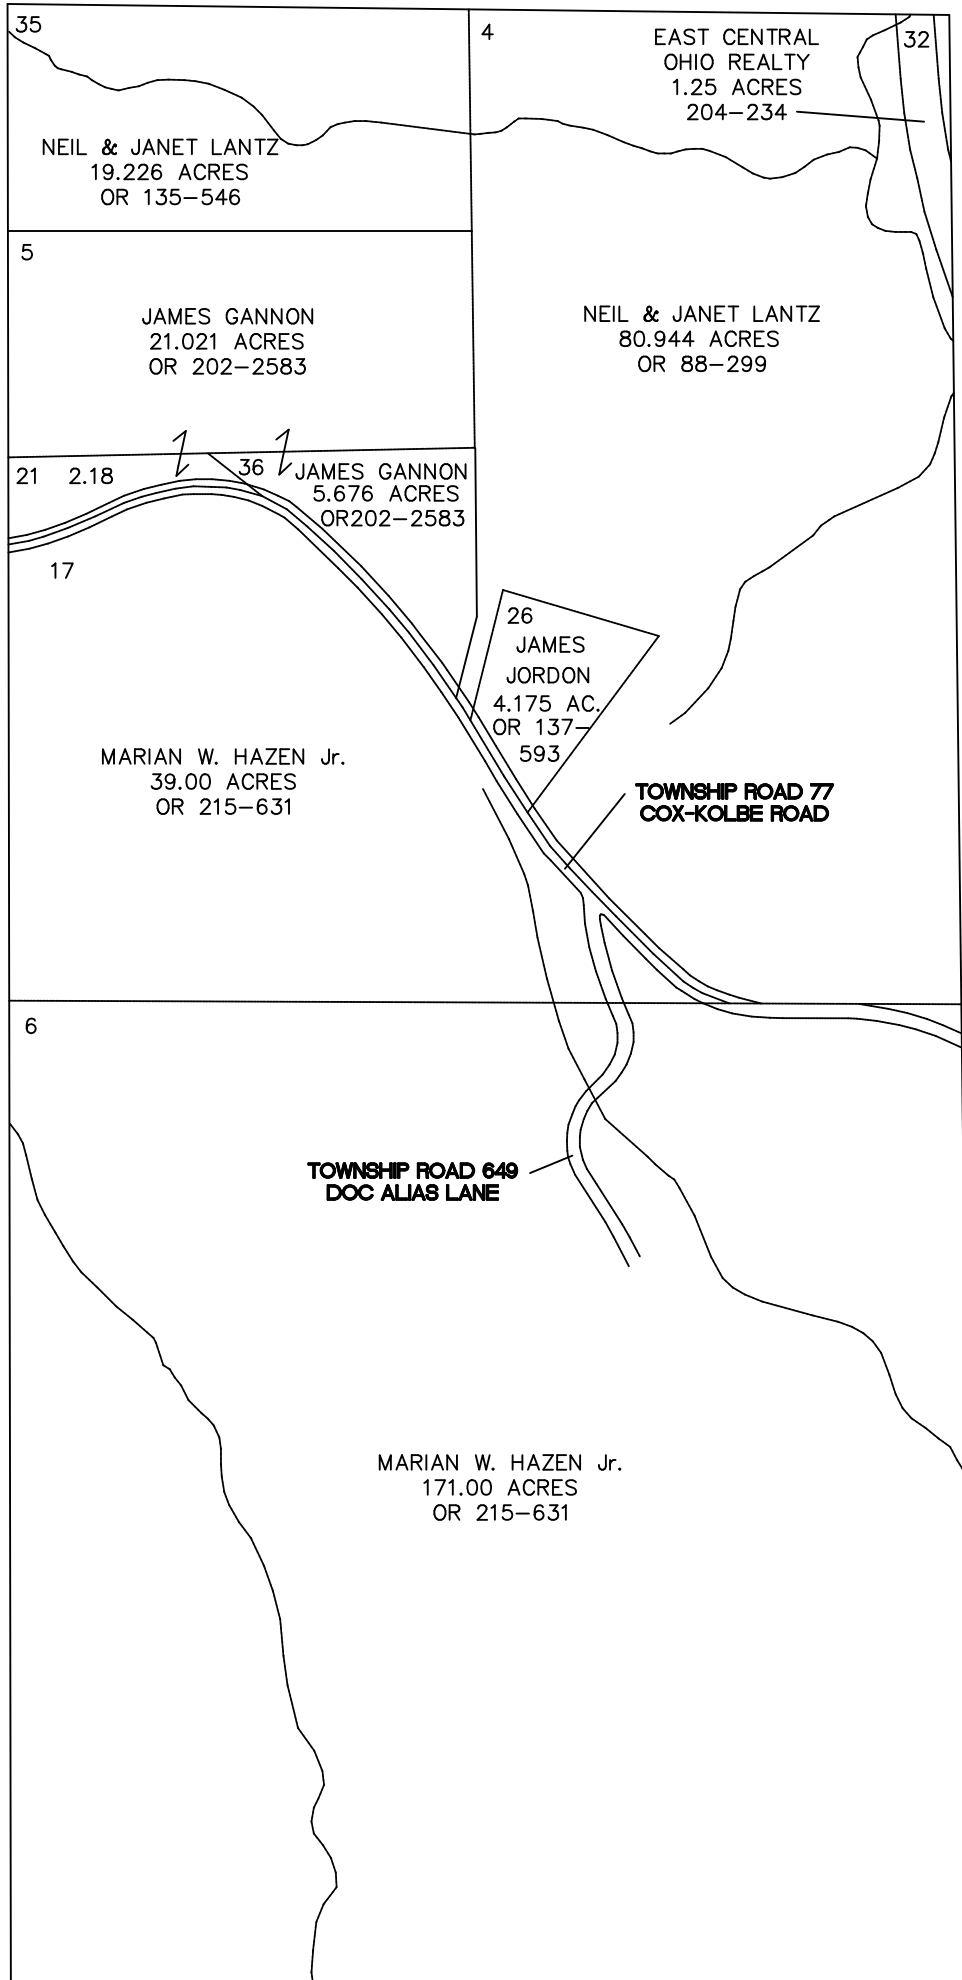 35
4
EAST CENTRAL
OHIO REALTY
1.25 ACRES
204-234
32
NEIL & JANET LANTZ
19.226 ACRES
OR 135-546
5
JAMES GANNON
21.021 ACRES
OR 202-2583
NEIL & JANET LANTZ
80.944 ACRES
OR 88-299
21 2.18
36
JAMES GANNON
5.676 ACRES
OR202-2583
17
26
JAMES
JORDON
4.175 AC.
OR 137-
593
MARIAN W. HAZEN Jr.
39.00 ACRES
OR 215-631
TOWNSHIP ROAD 77
COX-KOLBE ROAD
6
TOWNSHIP ROAD 649
DOC ALIAS LANE
MARIAN W. HAZEN Jr.
171.00 ACRES
OR 215-631